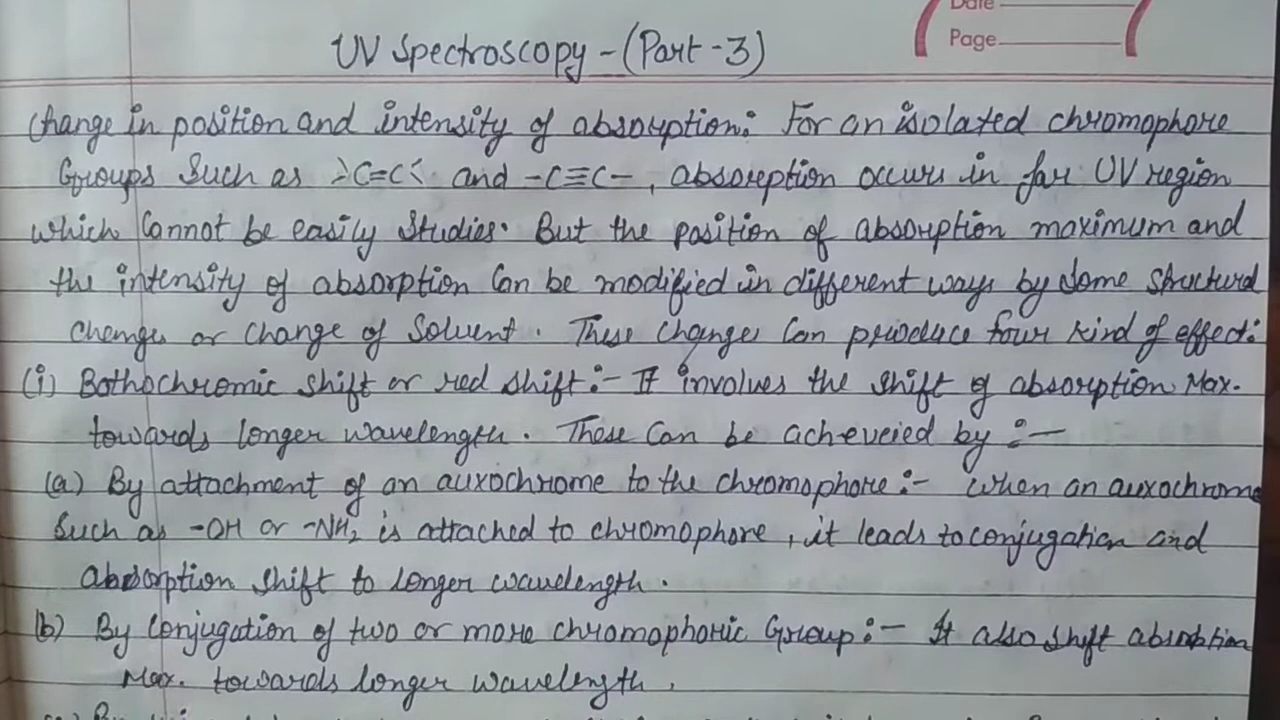 Date
Page
UV Spectroscopy - (Part - 3)
Change in position and intensity of absorption: For an isolated chromophore
Groups Such as >C=C< and -C≡C-, absorption occurs in far UV region
which Cannot be easily Studies. But the position of absorption maximum and
the intensity of absorption Can be modified in different ways by Some Structural
Changes or Change of Solvent. These Changes Can produce four Kind of effect:
(i) Bathochromic shift or red shift:- It involves the shift of absorption Max.
towards longer wavelength. These Can be acheveied by :-
(a) By attachment of an auxochrome to the chromophore:- When an auxochrome
Such as -OH or -NH₂ is attached to chromophore, it leads to conjugation and
absorption shift to longer wavelength.
(b) By Conjugation of two or more chromophoric Group:- It also shift absorbtion
Max. towards longer wavelength.